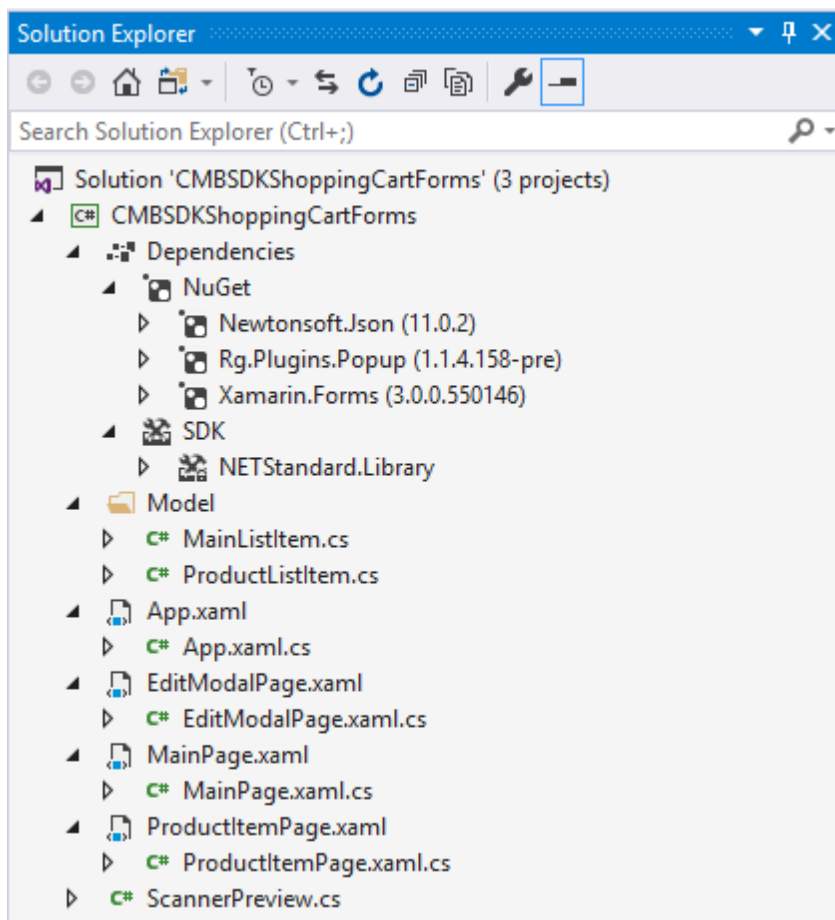 Solution Explorer
Search Solution Explorer (Ctrl+;)
Solution 'CMBSDKShoppingCartForms' (3 projects)
C# CMBSDKShoppingCartForms
Dependencies
NuGet
Newtonsoft.Json (11.0.2)
Rg.Plugins.Popup (1.1.4.158-pre)
Xamarin.Forms (3.0.0.550146)
SDK
NETStandard.Library
Model
C# MainListItem.cs
C# ProductListItem.cs
App.xaml
C# App.xaml.cs
EditModalPage.xaml
C# EditModalPage.xaml.cs
MainPage.xaml
C# MainPage.xaml.cs
ProductItemPage.xaml
C# ProductItemPage.xaml.cs
C# ScannerPreview.cs